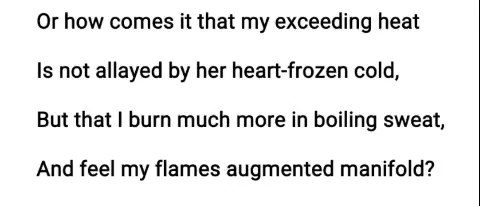 Or how comes it that my exceeding heat
Is not allayed by her heart-frozen cold,
But that I burn much more in boiling sweat,
And feel my flames augmented manifold?